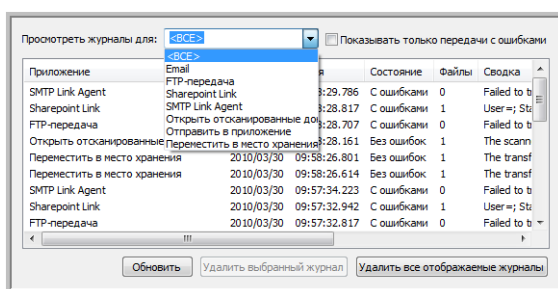 Просмотреть журналы для: <ВСЕ> Показывать только передачи с ошибками
<ВСЕ>
Email
FTP-передача
Sharepoint Link
SMTP Link Agent
Открыть отсканированные до
Отправить в приложение
Переместить в место хранения
Приложение Состояние Файлы Сводка
SMTP Link Agent :29.786 С ошибками 0 Failed to t
Sharepoint Link :28.817 С ошибками 1 User=; Sta
FTP-передача :28.707 С ошибками 0 Failed to t
Открыть отсканированные :28.161 Без ошибок 1 The scann
Переместить в место хранения 2010/03/30 09:58:26.801 Без ошибок 1 The transf
Переместить в место хранения 2010/03/30 09:58:26.614 Без ошибок 1 The transf
SMTP Link Agent 2010/03/30 09:57:34.223 С ошибками 0 Failed to t
Sharepoint Link 2010/03/30 09:57:32.942 С ошибками 1 User=; Sta
FTP-передача 2010/03/30 09:57:32.817 С ошибками 0 Failed to t
Обновить Удалить выбранный журнал Удалить все отображаемые журналы